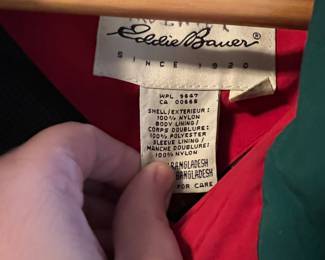 Eddie Bauer®
SINCE 1920
WPL 9647
CA 00668
SHELL/EXTERIEUR:
100% NYLON
BODY LINING/
CORPS DOUBLURE:
100% POLYESTER
SLEEVE LINING/
MANCHE DOUBLURE:
100% NYLON
BANGLADESH
BANGLADESH
FOR CARE